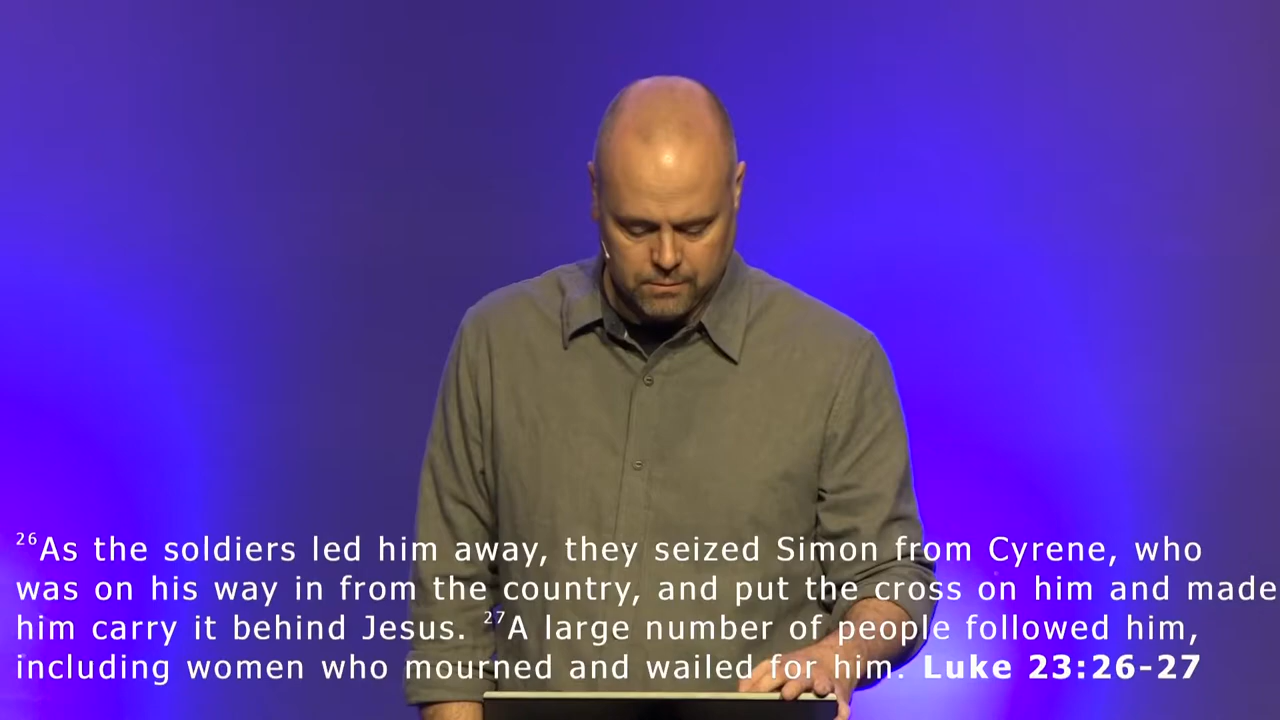 ²⁶As the soldiers led him away, they seized Simon from Cyrene, who
was on his way in from the country, and put the cross on him and made
him carry it behind Jesus. ²⁷A large number of people followed him,
including women who mourned and wailed for him. Luke 23:26-27